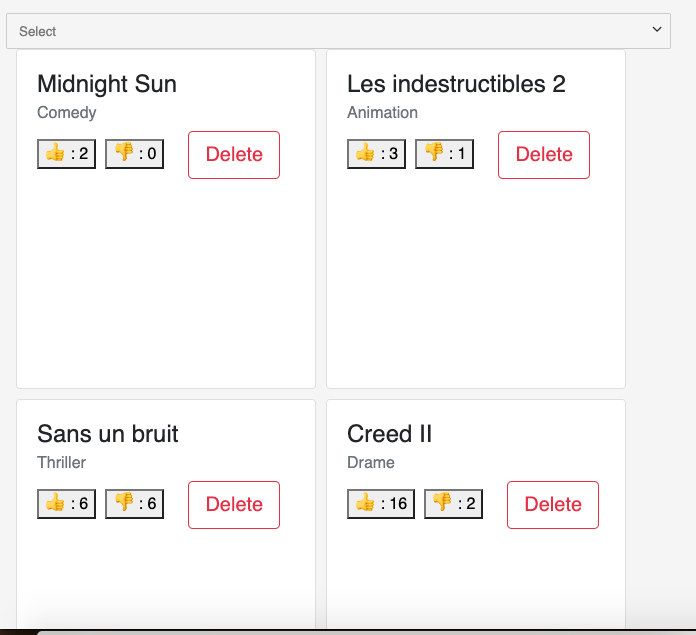 Select
Midnight Sun
Comedy
👍 : 2 👎 : 0 Delete
Les indestructibles 2
Animation
👍 : 3 👎 : 1 Delete
Sans un bruit
Thriller
👍 : 6 👎 : 6 Delete
Creed II
Drame
👍 : 16 👎 : 2 Delete